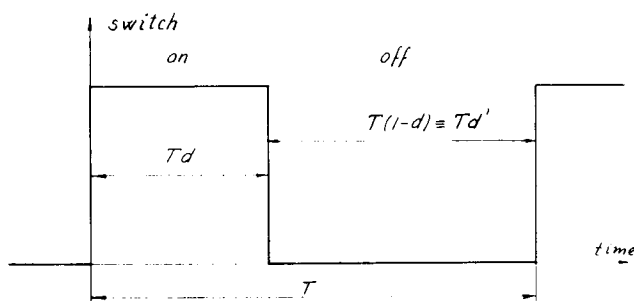 switch
on off
T(1-d) ≡ Td'
Td
time
T